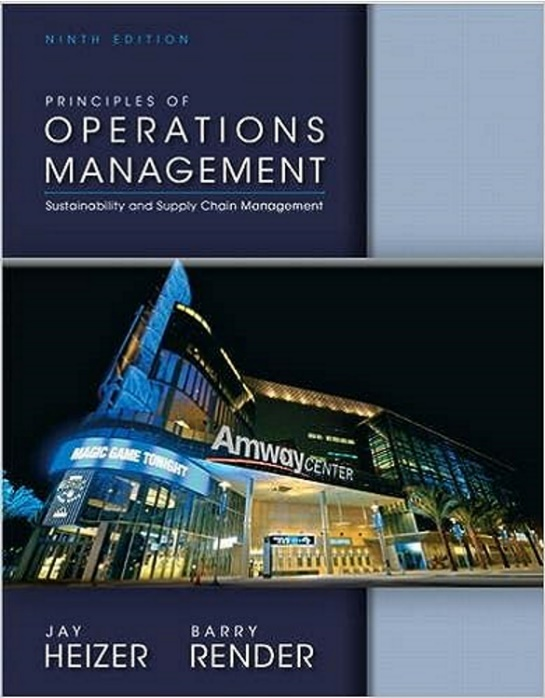 NINTH EDITION
PRINCIPLES OF
OPERATIONS
MANAGEMENT
Sustainability and Supply Chain Management
MAGIC GAME TONIGHT
Amway CENTER
JAY
HEIZER
BARRY
RENDER